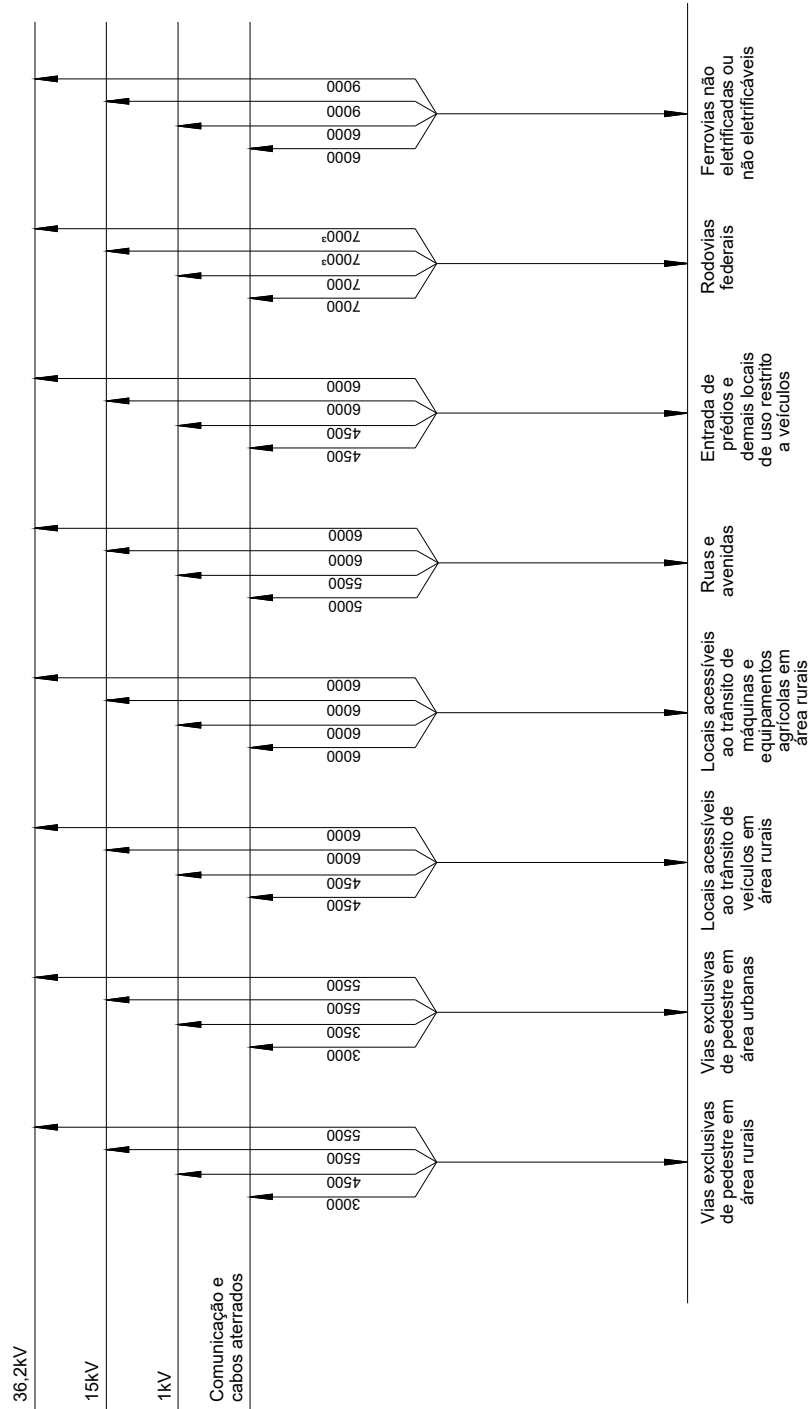 36,2kV
15kV
1kV
Comunicação e
cabos aterrados
3000
4500
5500
5500
Vias exclusivas
de pedestre em
área rurais
3000
3500
5500
5500
Vias exclusivas
de pedestre em
área urbanas
4500
4500
6000
6000
Locais acessíveis
ao trânsito de
veículos em
área rurais
6000
6000
6000
6000
Locais acessíveis
ao trânsito de
máquinas e
equipamentos
agrícolas em
área rurais
5000
5500
6000
6000
Ruas e
avenidas
4500
4500
6000
6000
Entrada de
prédios e
demais locais
de uso restrito
a veículos
7000
7000
7000³
7000³
Rodovias
federais
6000
6000
9000
9000
Ferrovias não
eletrificadas ou
não eletrificáveis